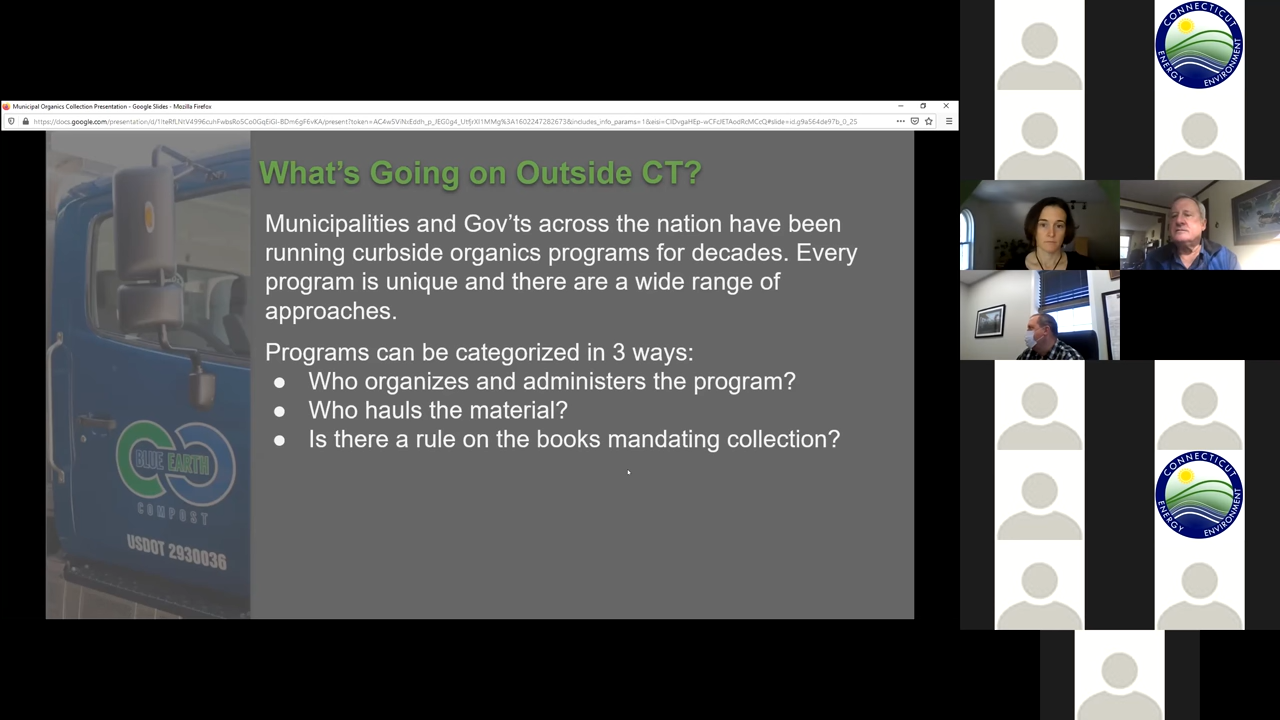 Municipal Organics Collection Presentation - Google Slides - Mozilla Firefox
What's Going on Outside CT?
Municipalities and Gov'ts across the nation have been
running curbside organics programs for decades. Every
program is unique and there are a wide range of
approaches.
Programs can be categorized in 3 ways:
● Who organizes and administers the program?
● Who hauls the material?
● Is there a rule on the books mandating collection?
BLUE EARTH
COMPOST
USDOT 2930036
CONNECTICUT
ENERGY ENVIRONMENT
CONNECTICUT
ENERGY ENVIRONMENT